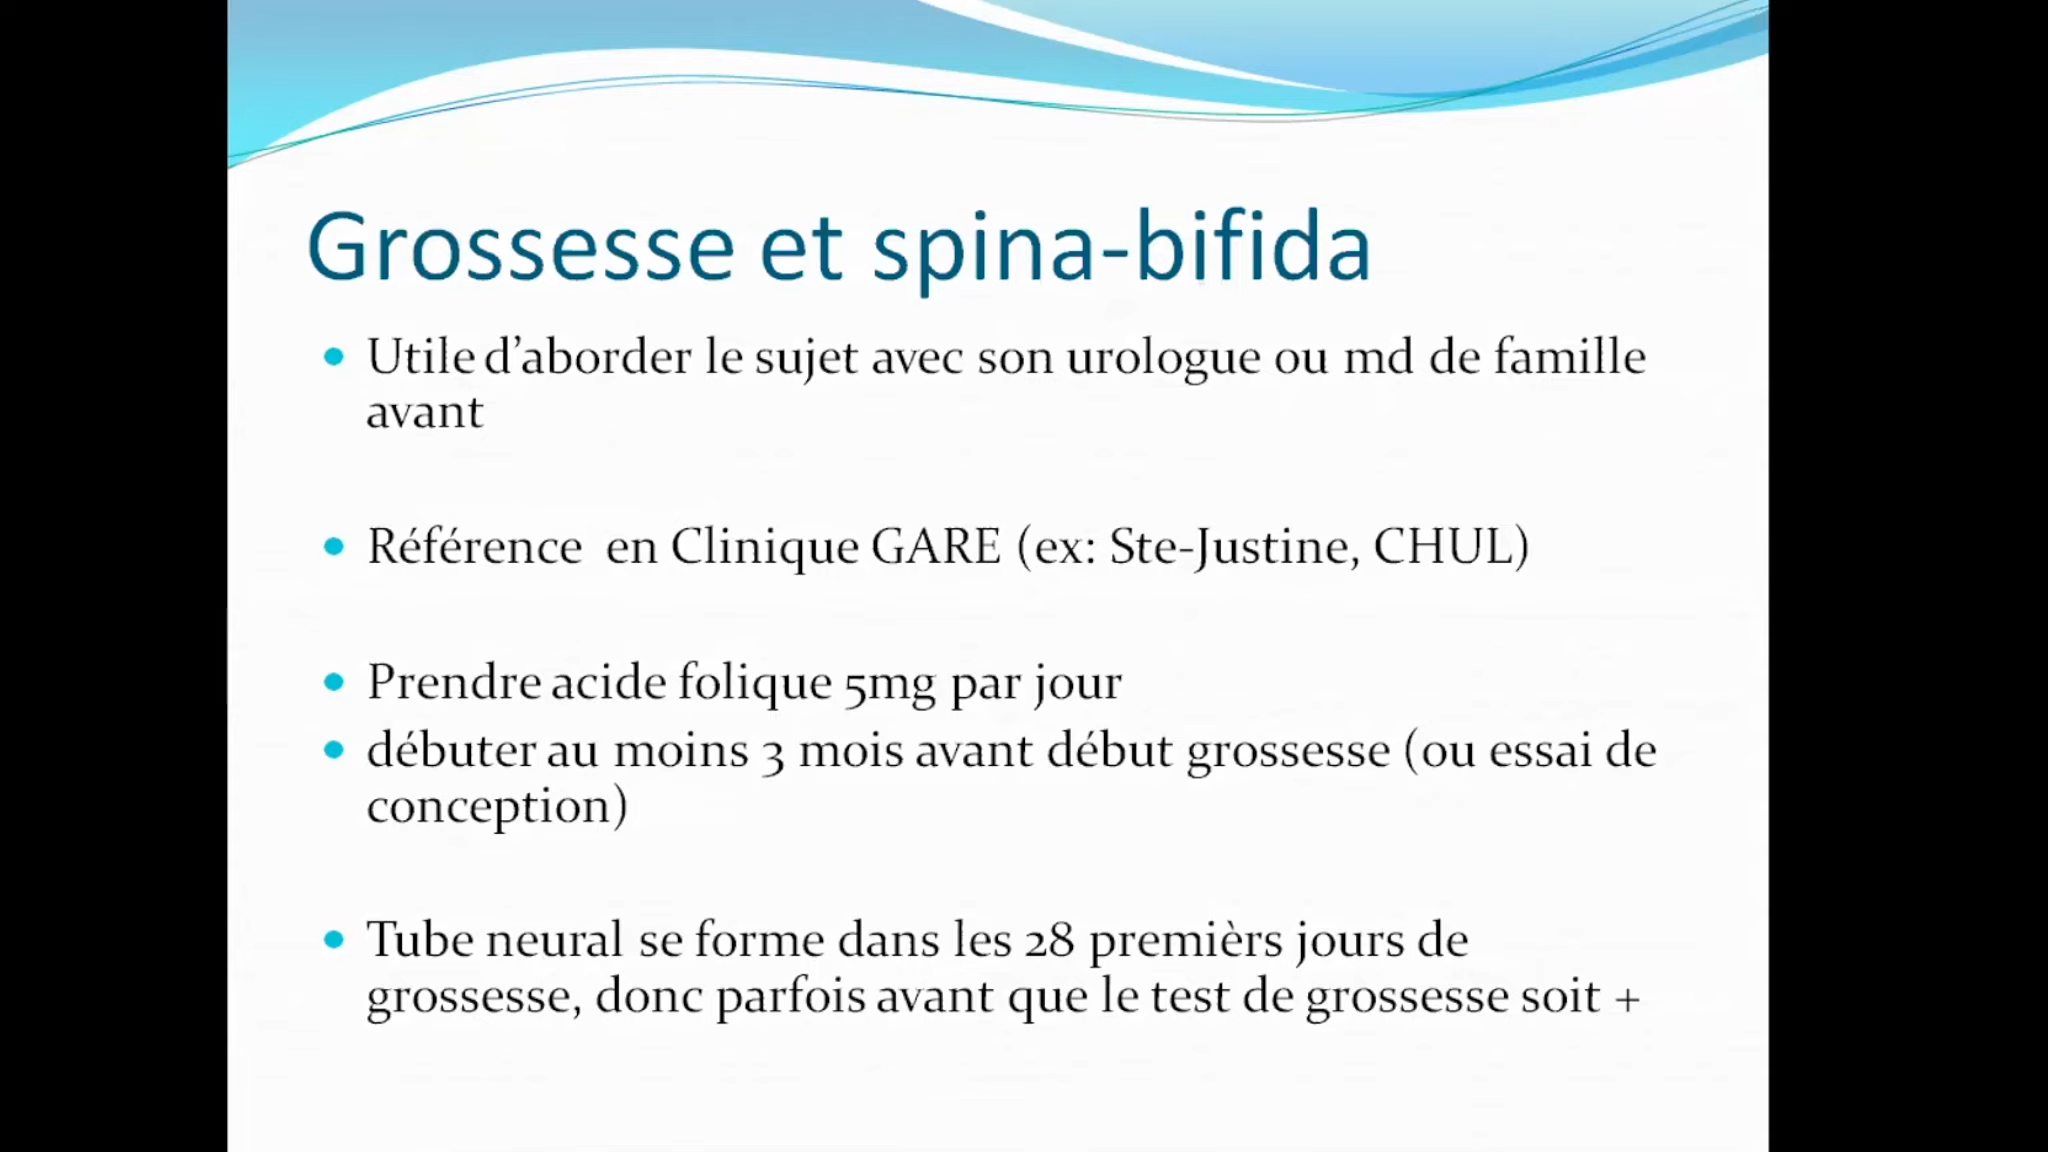 Grossesse et spina-bifida
• Utile d’aborder le sujet avec son urologue ou md de famille
avant
• Référence en Clinique GARE (ex: Ste-Justine, CHUL)
• Prendre acide folique 5mg par jour
• débuter au moins 3 mois avant début grossesse (ou essai de
conception)
• Tube neural se forme dans les 28 premièrs jours de
grossesse, donc parfois avant que le test de grossesse soit +